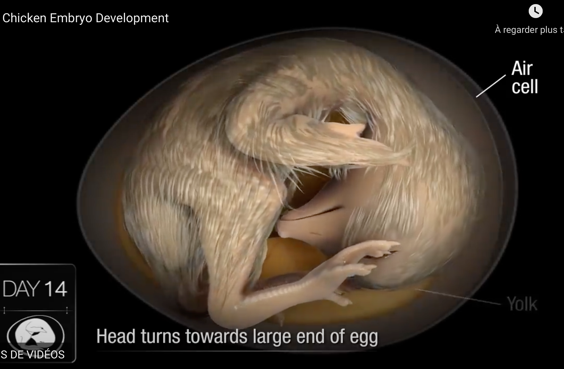 Chicken Embryo Development
À regarder plus t
Air
cell
DAY 14
Yolk
Head turns towards large end of egg
S DE VIDÉOS